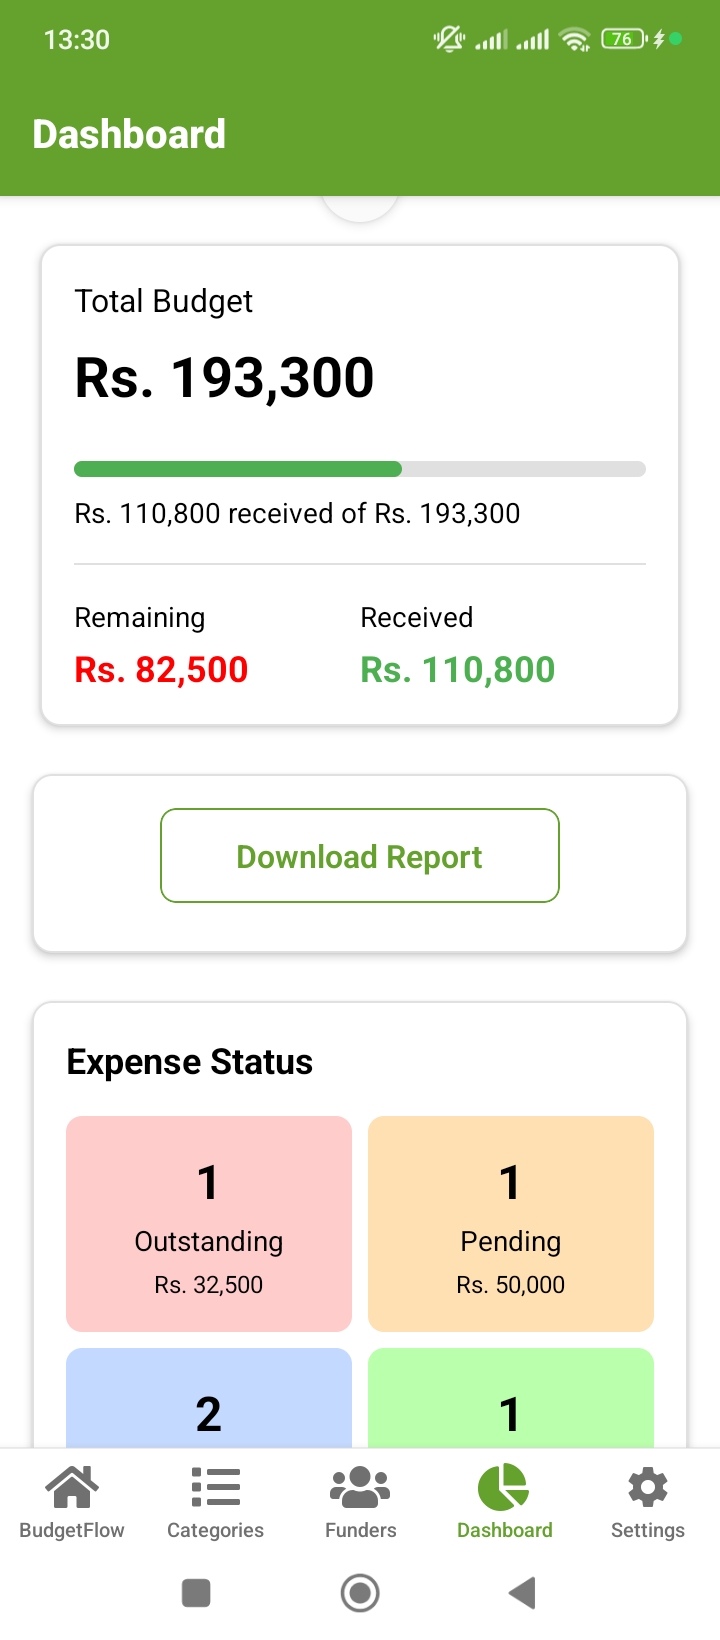 13:30
76
Dashboard
Total Budget
Rs. 193,300
Rs. 110,800 received of Rs. 193,300
Remaining
Received
Rs. 82,500
Rs. 110,800
Download Report
Expense Status
1
Outstanding
Rs. 32,500
1
Pending
Rs. 50,000
2
1
BudgetFlow
Categories
Funders
Dashboard
Settings